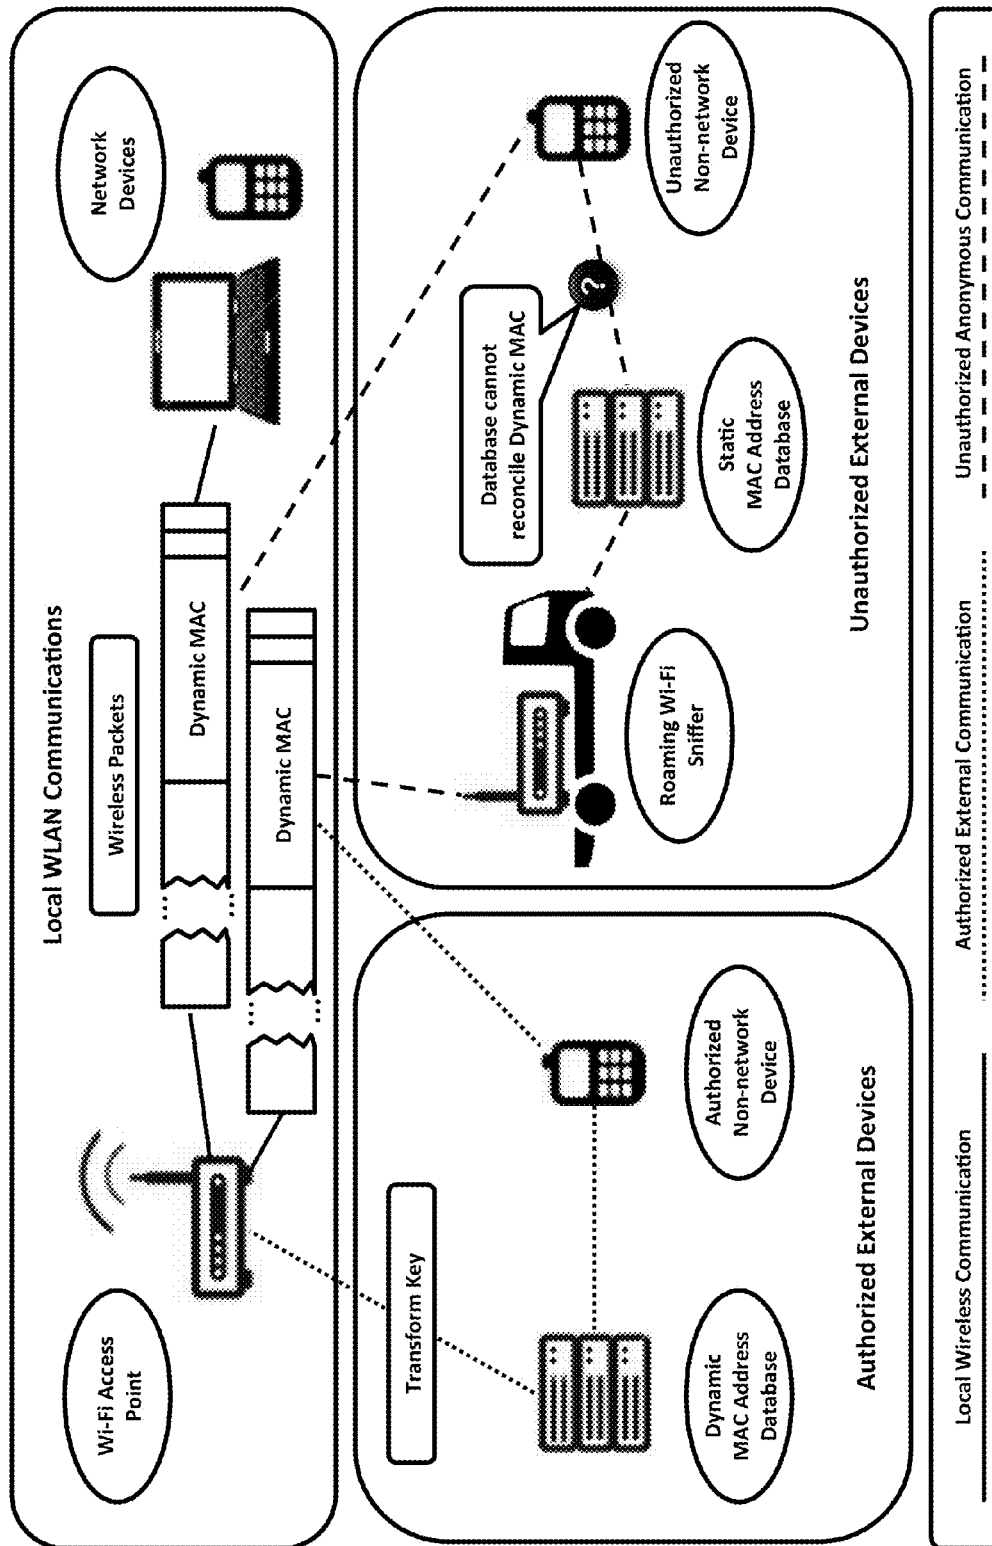 Local WLAN Communications
Wi-Fi Access
Point
Wireless Packets
Dynamic MAC
Dynamic MAC
Network
Devices
Transform Key
Dynamic
MAC Address
Database
Authorized
Non-network
Device
Authorized External Devices
Database cannot
reconcile Dynamic MAC
?
Roaming Wi-Fi
Sniffer
Static
MAC Address
Database
Unauthorized
Non-network
Device
Unauthorized External Devices
Local Wireless Communication
Authorized External Communication
Unauthorized Anonymous Communication